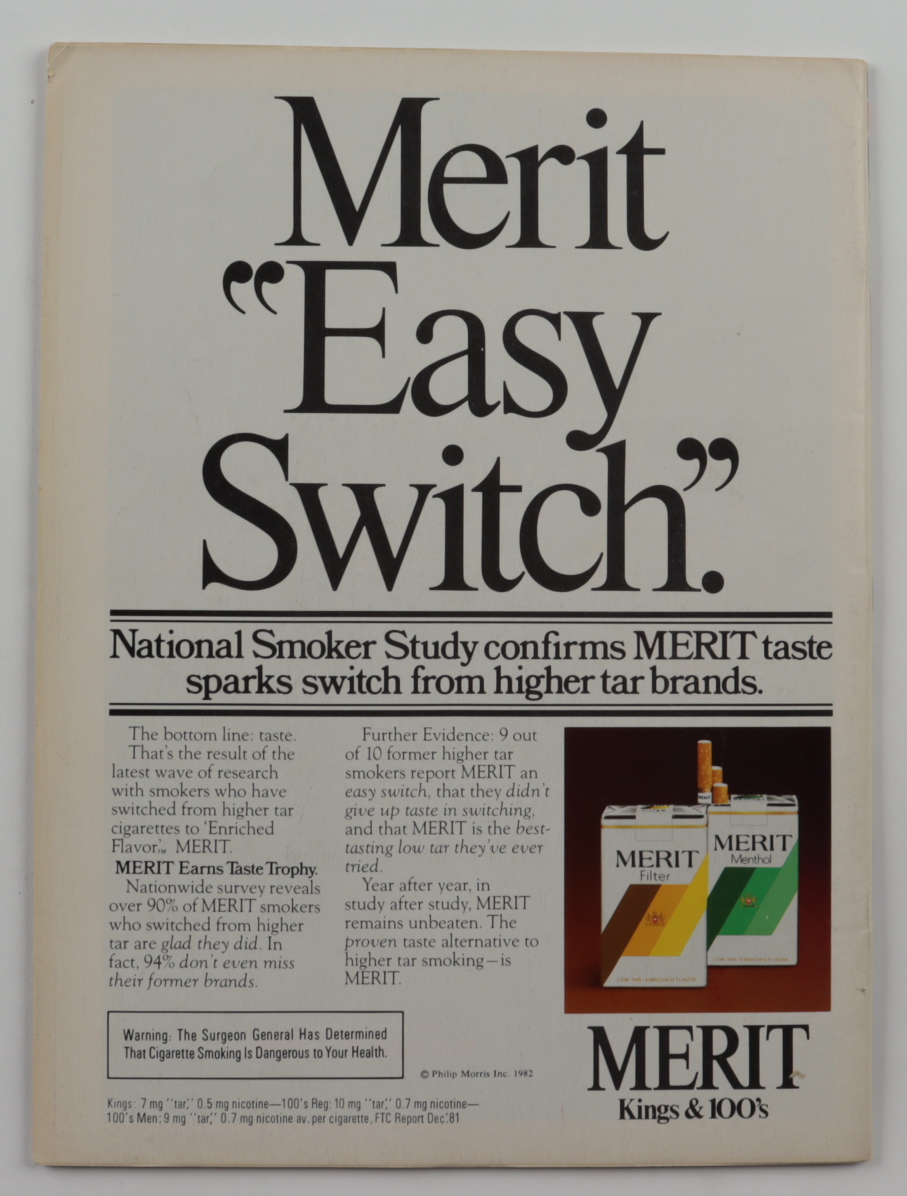 Merit
“Easy
Switch”.
National Smoker Study confirms MERIT taste
sparks switch from higher tar brands.
The bottom line: taste.
That's the result of the
latest wave of research
with smokers who have
switched from higher tar
cigarettes to 'Enriched
Flavor,'™ MERIT.
MERIT Earns Taste Trophy.
Nationwide survey reveals
over 90% of MERIT smokers
who switched from higher
tar are glad they did. In
fact, 94% don't even miss
their former brands.
Further Evidence: 9 out
of 10 former higher tar
smokers report MERIT an
easy switch, that they didn't
give up taste in switching,
and that MERIT is the best-
tasting low tar they've ever
tried.
Year after year, in
study after study, MERIT
remains unbeaten. The
proven taste alternative to
higher tar smoking—is
MERIT.
MERIT
Filter
LOW TAR-ENRICHED FLAVOR
MERIT
Menthol
LOW TAR-ENRICHED FLAVOR
Warning: The Surgeon General Has Determined
That Cigarette Smoking Is Dangerous to Your Health.
© Philip Morris Inc. 1982
Kings: 7 mg ''tar,'' 0.5 mg nicotine—100's Reg: 10 mg ''tar,'' 0.7 mg nicotine—
100's Men: 9 mg ''tar,'' 0.7 mg nicotine av. per cigarette, FTC Report Dec.'81
MERIT
Kings & 100's